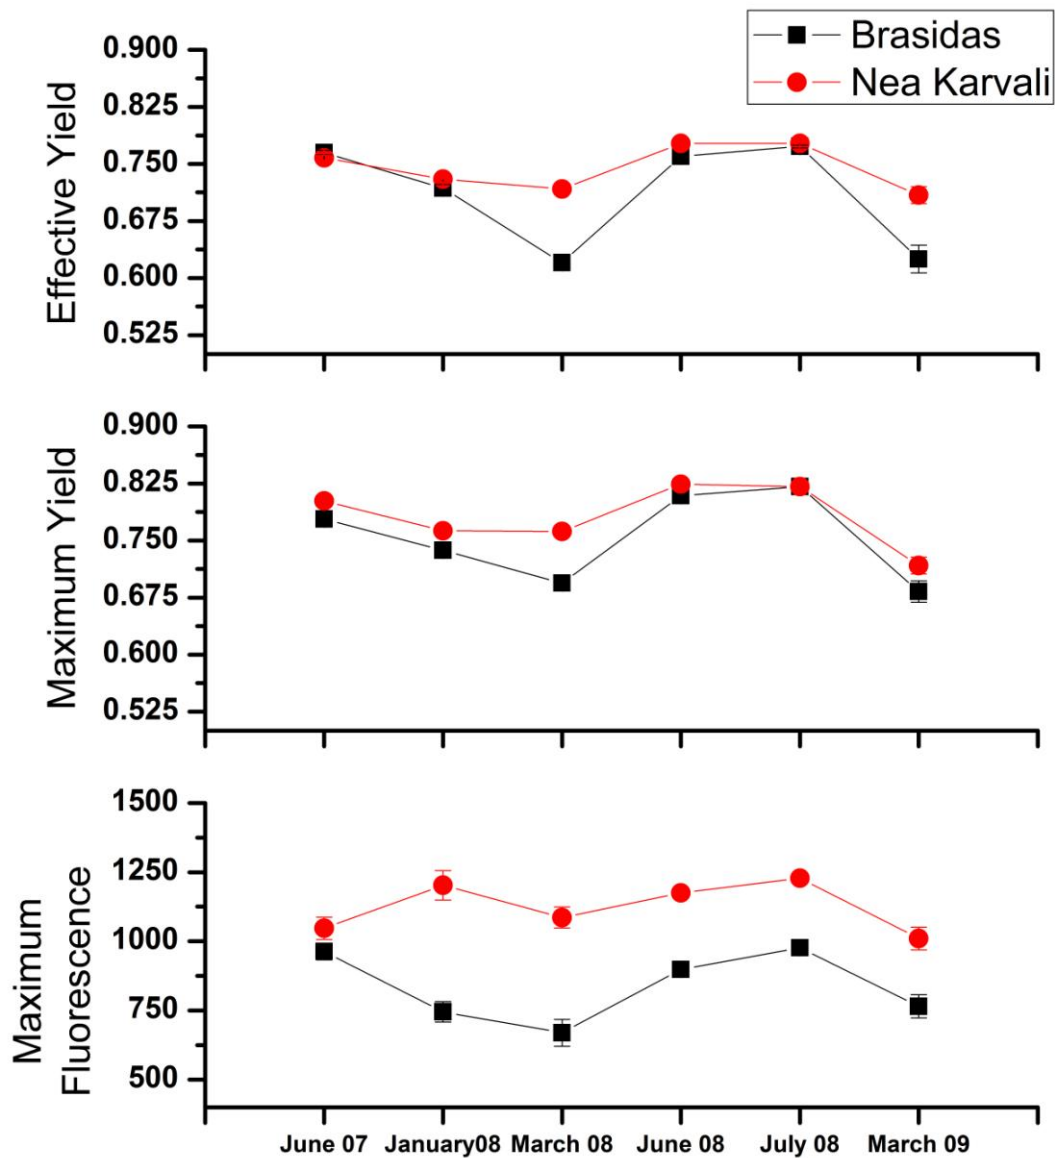 Brasidas
Nea Karvali
Effective Yield
0.900
0.825
0.750
0.675
0.600
0.525
Maximum Yield
0.900
0.825
0.750
0.675
0.600
0.525
Maximum
Fluorescence
1500
1250
1000
750
500
June 07 January08 March 08 June 08 July 08 March 09